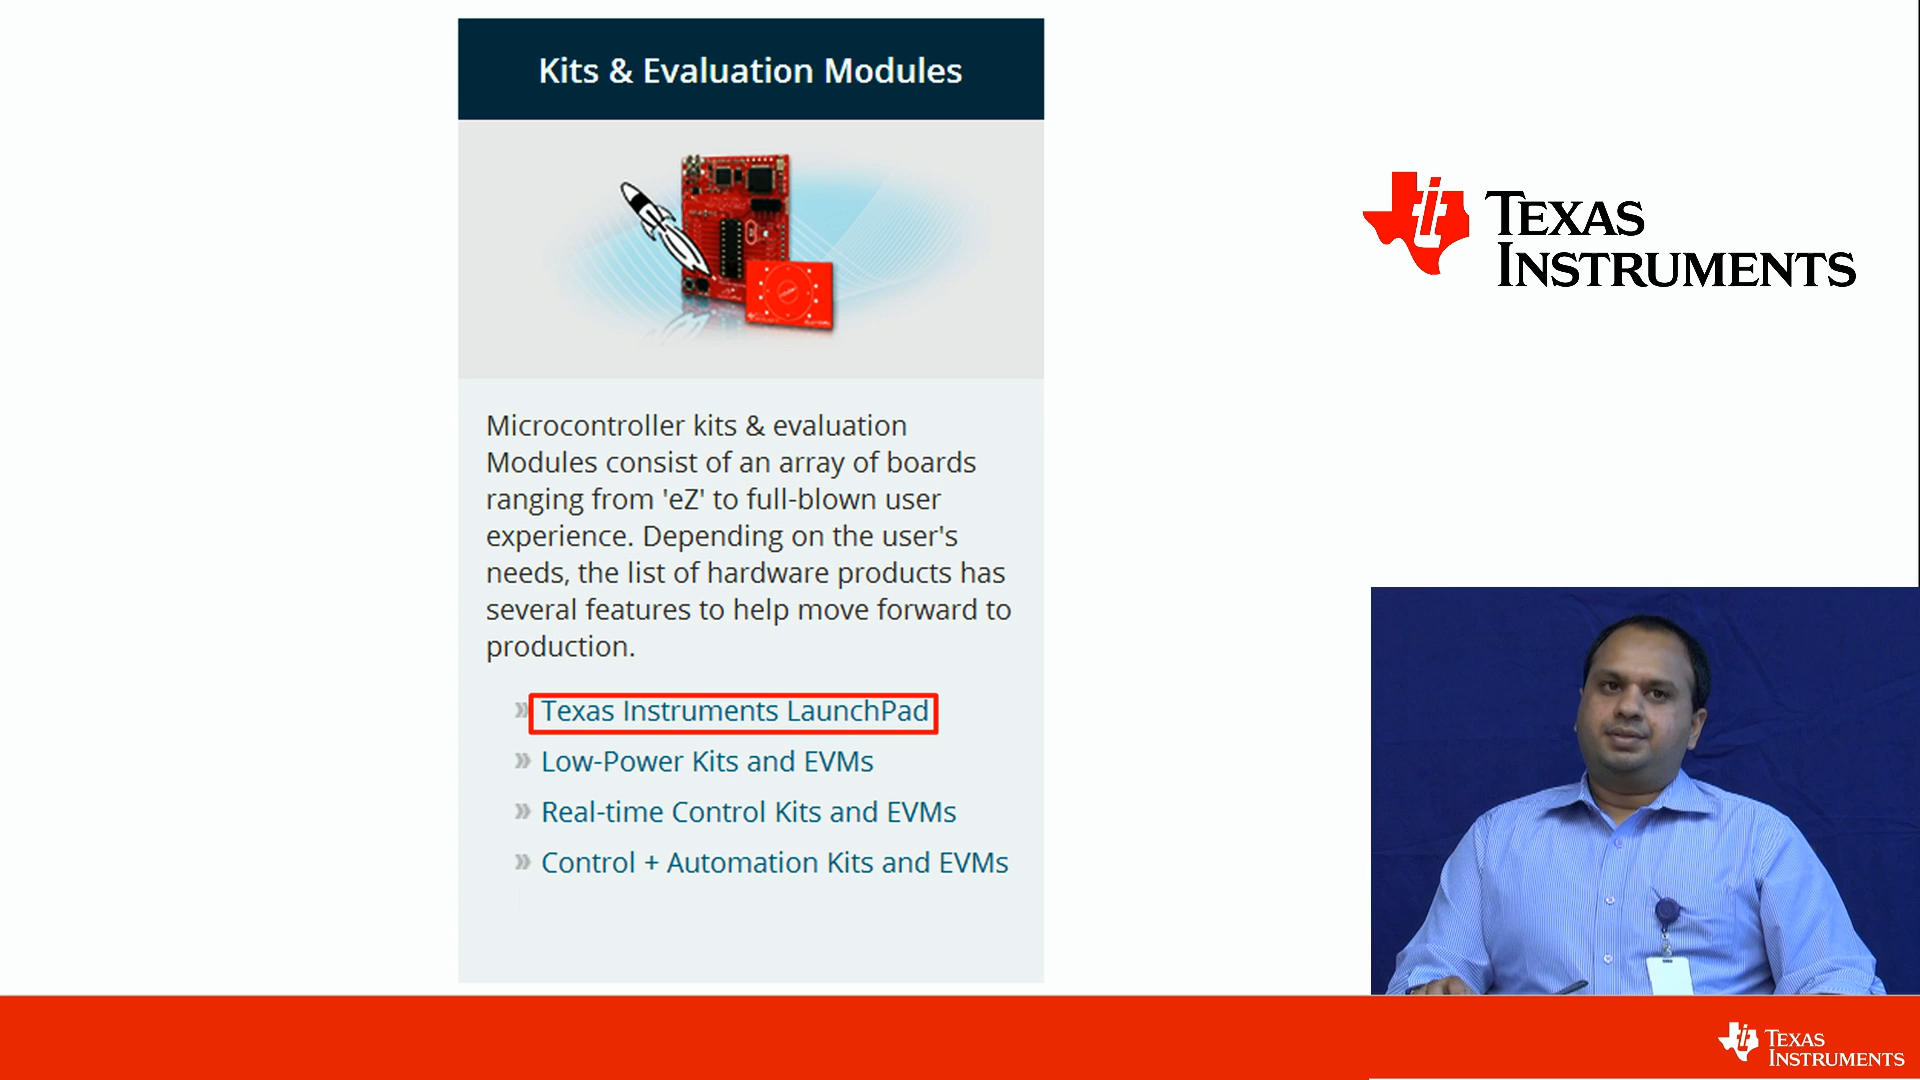 Kits & Evaluation Modules
Microcontroller kits & evaluation
Modules consist of an array of boards
ranging from 'eZ' to full-blown user
experience. Depending on the user's
needs, the list of hardware products has
several features to help move forward to
production.
» Texas Instruments LaunchPad
» Low-Power Kits and EVMs
» Real-time Control Kits and EVMs
» Control + Automation Kits and EVMs
TEXAS
INSTRUMENTS
TEXAS
INSTRUMENTS